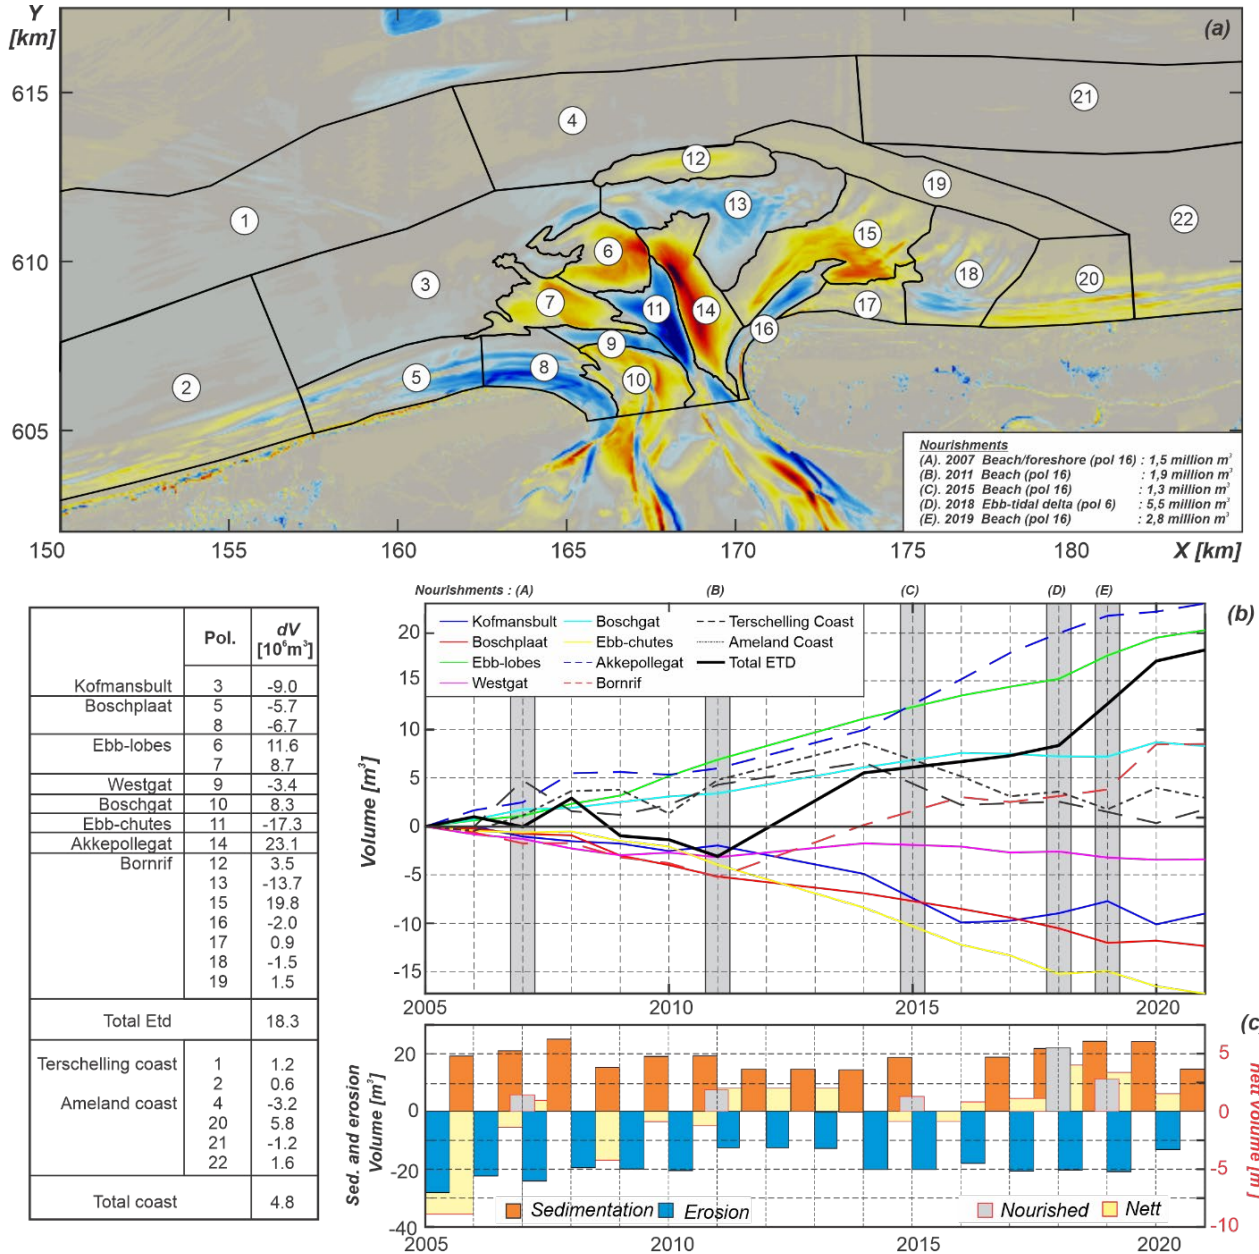 Y
[km]
(a)
615
610
605
1
2
3
4
5
6
7
8
9
10
11
12
13
14
15
16
17
18
19
20
21
22
Nourishments
(A). 2007 Beach/foreshore (pol 16) : 1,5 million m³
(B). 2011 Beach (pol 16) : 1,9 million m³
(C). 2015 Beach (pol 16) : 1,3 million m³
(D). 2018 Ebb-tidal delta (pol 6) : 5,5 million m³
(E). 2019 Beach (pol 16) : 2,8 million m³
150 155 160 165 170 175 180 X [km]
Pol. dV
[10⁶m³]
Kofmansbult 3 -9.0
Boschplaat 5 -5.7
8 -6.7
Ebb-lobes 6 11.6
7 8.7
Westgat 9 -3.4
Boschgat 10 8.3
Ebb-chutes 11 -17.3
Akkepollegat 14 23.1
Bornrif 12 3.5
13 -13.7
15 19.8
16 -2.0
17 0.9
18 -1.5
19 1.5
Total Etd 18.3
Terschelling coast 1 1.2
2 0.6
Ameland coast 4 -3.2
20 5.8
21 -1.2
22 1.6
Total coast 4.8
Nourishments : (A) (B) (C) (D) (E)
(b)
Kofmansbult Boschgat Terschelling Coast
Boschplaat Ebb-chutes Ameland Coast
Ebb-lobes Akkepollegat Total ETD
Westgat Bornrif
Volume [m³]
20
15
10
5
0
-5
-10
-15
2005 2010 2015 2020
(c)
Sed. and erosion
Volume [m³]
20
0
-20
-40
5
0
-5
-10
nett volume [m³]
Sedimentation Erosion Nourished Nett
2005 2010 2015 2020